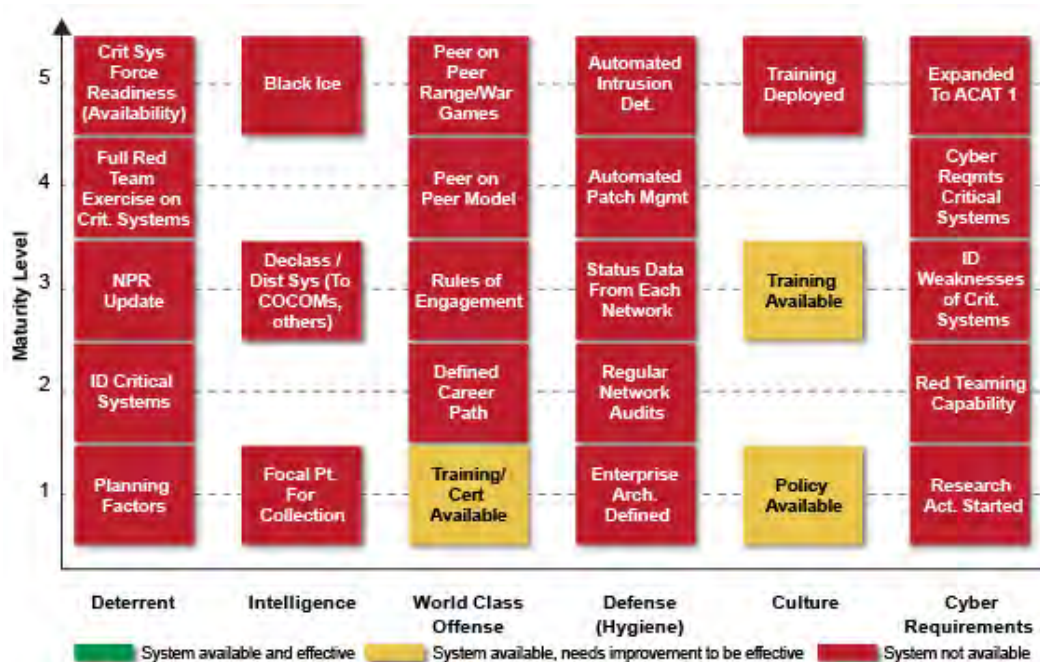 Maturity Level
5
4
3
2
1
Crit Sys
Force
Readiness
(Availability)
Full Red
Team
Exercise on
Crit. Systems
NPR
Update
ID Critical
Systems
Planning
Factors
Black Ice
Declass /
Dist Sys (To
COCOMs,
others)
Focal Pt.
For
Collection
Peer on
Peer
Range/War
Games
Peer on
Peer Model
Rules of
Engagement
Defined
Career
Path
Training/
Cert
Available
Automated
Intrusion
Det.
Automated
Patch Mgmt
Status Data
From Each
Network
Regular
Network
Audits
Enterprise
Arch.
Defined
Training
Deployed
Training
Available
Policy
Available
Expanded
To ACAT 1
Cyber
Reqmts
Critical
Systems
ID
Weaknesses
of Crit.
Systems
Red Teaming
Capability
Research
Act. Started
Deterrent
Intelligence
World Class
Offense
Defense
(Hygiene)
Culture
Cyber
Requirements
System available and effective
System available, needs improvement to be effective
System not available